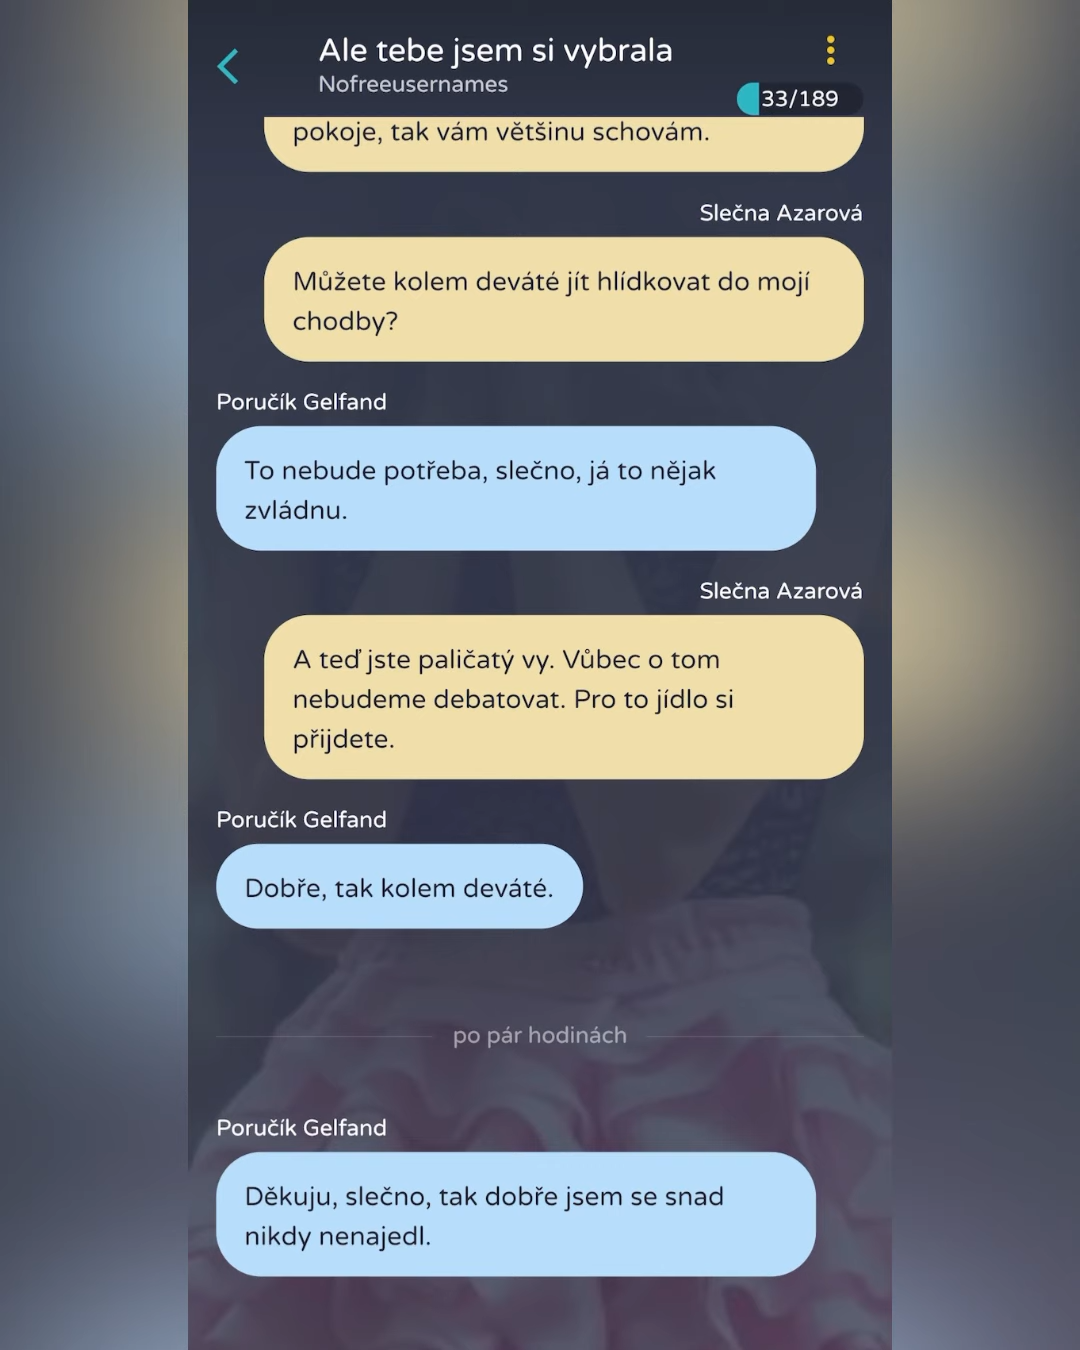 Ale tebe jsem si vybrala
Nofreeusernames
33/189
pokoje, tak vám většinu schovám.
Slečna Azarová
Můžete kolem deváté jít hlídkovat do mojí
chodby?
Poručík Gelfand
To nebude potřeba, slečno, já to nějak
zvládnu.
Slečna Azarová
A teď jste paličatý vy. Vůbec o tom
nebudeme debatovat. Pro to jídlo si
přijdete.
Poručík Gelfand
Dobře, tak kolem deváté.
po pár hodinách
Poručík Gelfand
Děkuju, slečno, tak dobře jsem se snad
nikdy nenajedl.